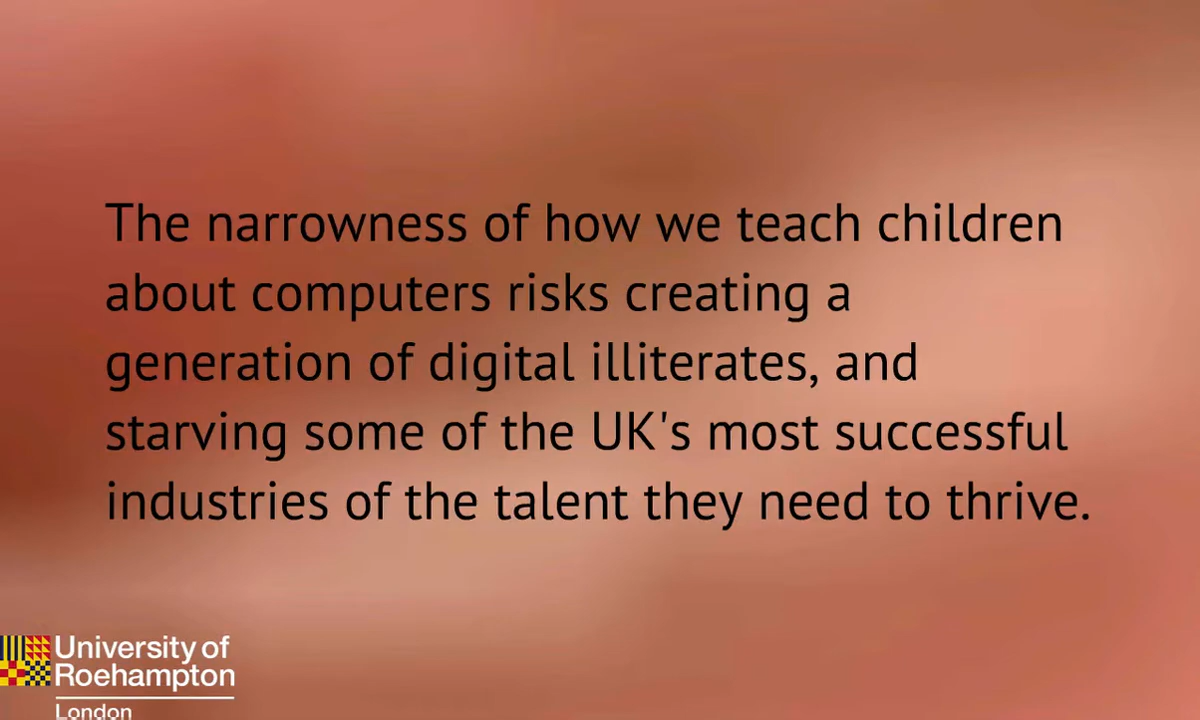 The narrowness of how we teach children
about computers risks creating a
generation of digital illiterates, and
starving some of the UK's most successful
industries of the talent they need to thrive.
University of
Roehampton
London